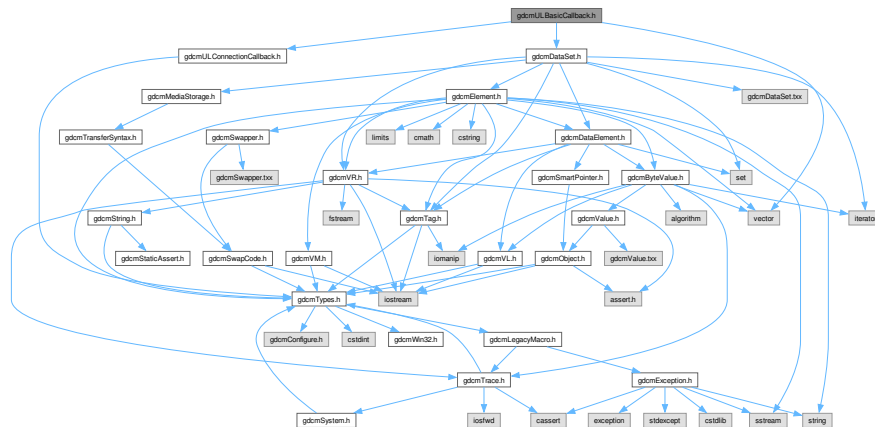 gdcmULBasicCallback.h
gdcmULConnectionCallback.h
gdcmDataSet.h
gdcmMediaStorage.h
gdcmElement.h
gdcmDataSet.txx
gdcmTransferSyntax.h
gdcmSwapper.h
limits
cmath
cstring
gdcmDataElement.h
gdcmSwapper.txx
gdcmVR.h
gdcmSmartPointer.h
gdcmByteValue.h
set
gdcmString.h
fstream
gdcmTag.h
gdcmValue.h
algorithm
vector
iterator
gdcmStaticAssert.h
gdcmSwapCode.h
gdcmVM.h
iomanip
gdcmVL.h
gdcmObject.h
gdcmValue.txx
gdcmTypes.h
iostream
assert.h
gdcmConfigure.h
cstdint
gdcmWin32.h
gdcmLegacyMacro.h
gdcmTrace.h
gdcmException.h
gdcmSystem.h
iosfwd
cassert
exception
stdexcept
cstdlib
sstream
string